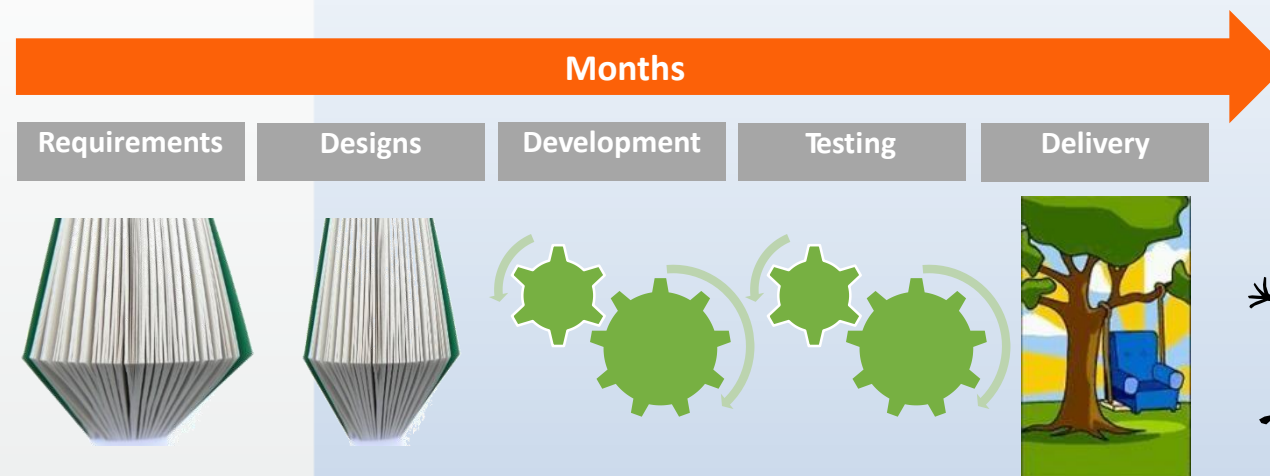 Months
Requirements
Designs
Development
Testing
Delivery